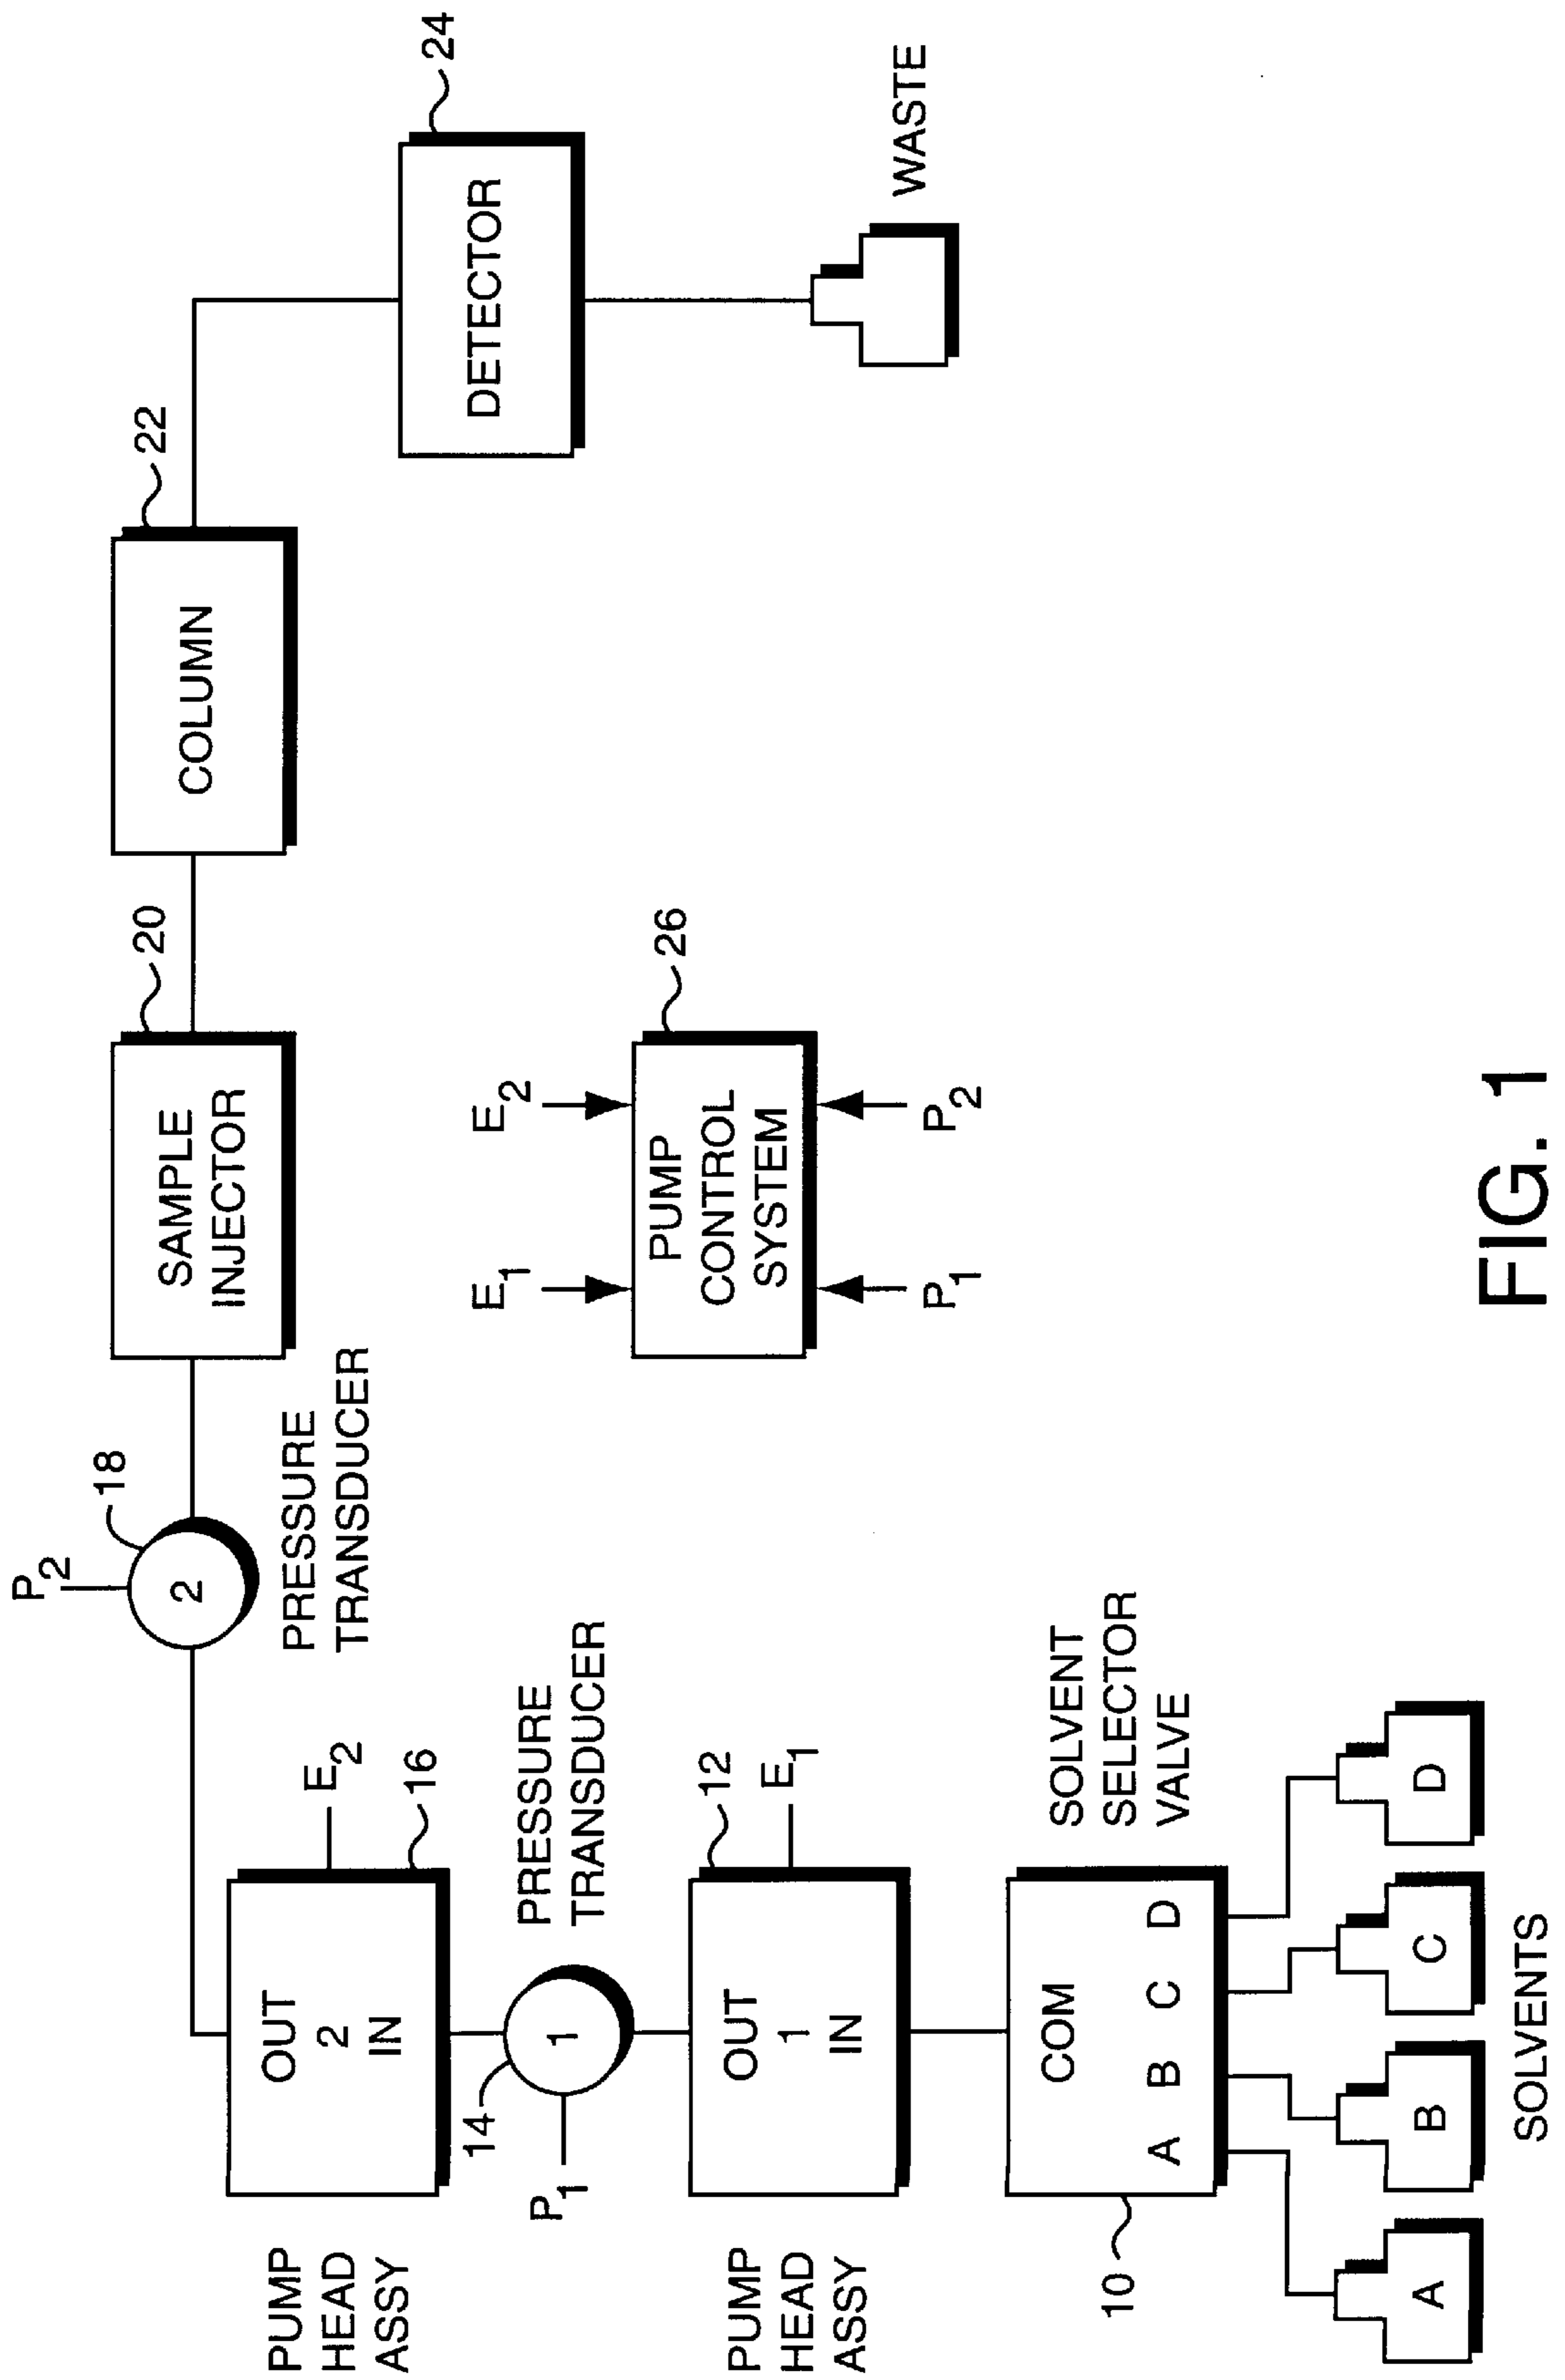 P2
18
2
PRESSURE
TRANSDUCER
20
SAMPLE
INJECTOR
22
COLUMN
24
DETECTOR
WASTE
PUMP
HEAD
ASSY
OUT
2
IN
E2
16
14
1
P1
PRESSURE
TRANSDUCER
E1
E2
PUMP
CONTROL
SYSTEM
26
P1
P2
PUMP
HEAD
ASSY
OUT
1
IN
12
E1
10
COM
A B C D
SOLVENT
SELECTOR
VALVE
A
B
C
D
SOLVENTS
FIG. 1